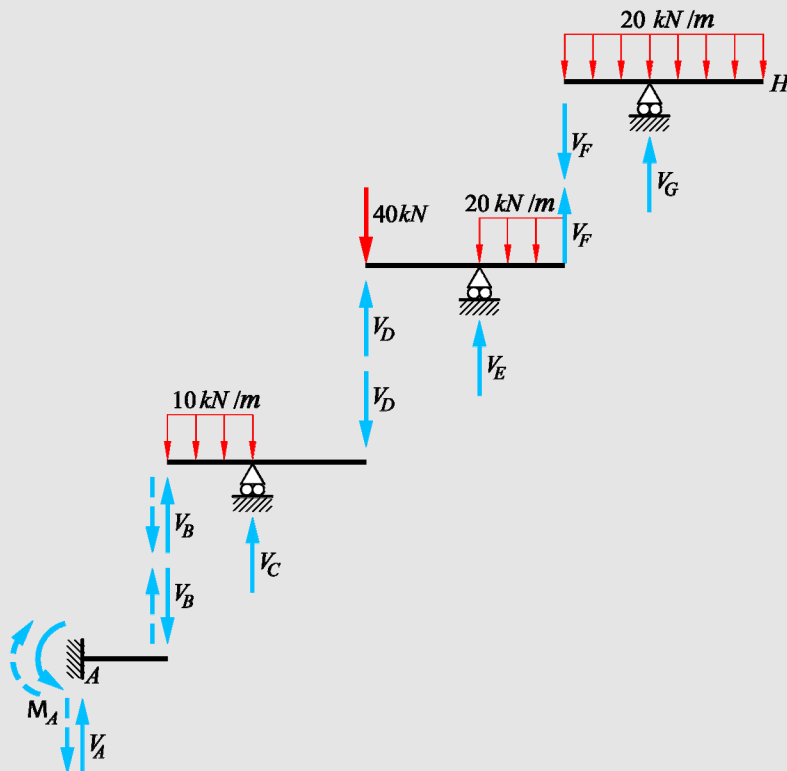 20 kN/m
H
V_F
V_G
40kN
20 kN/m
V_F
V_D
V_E
V_D
10 kN/m
V_B
V_C
V_B
A
M_A
V_A